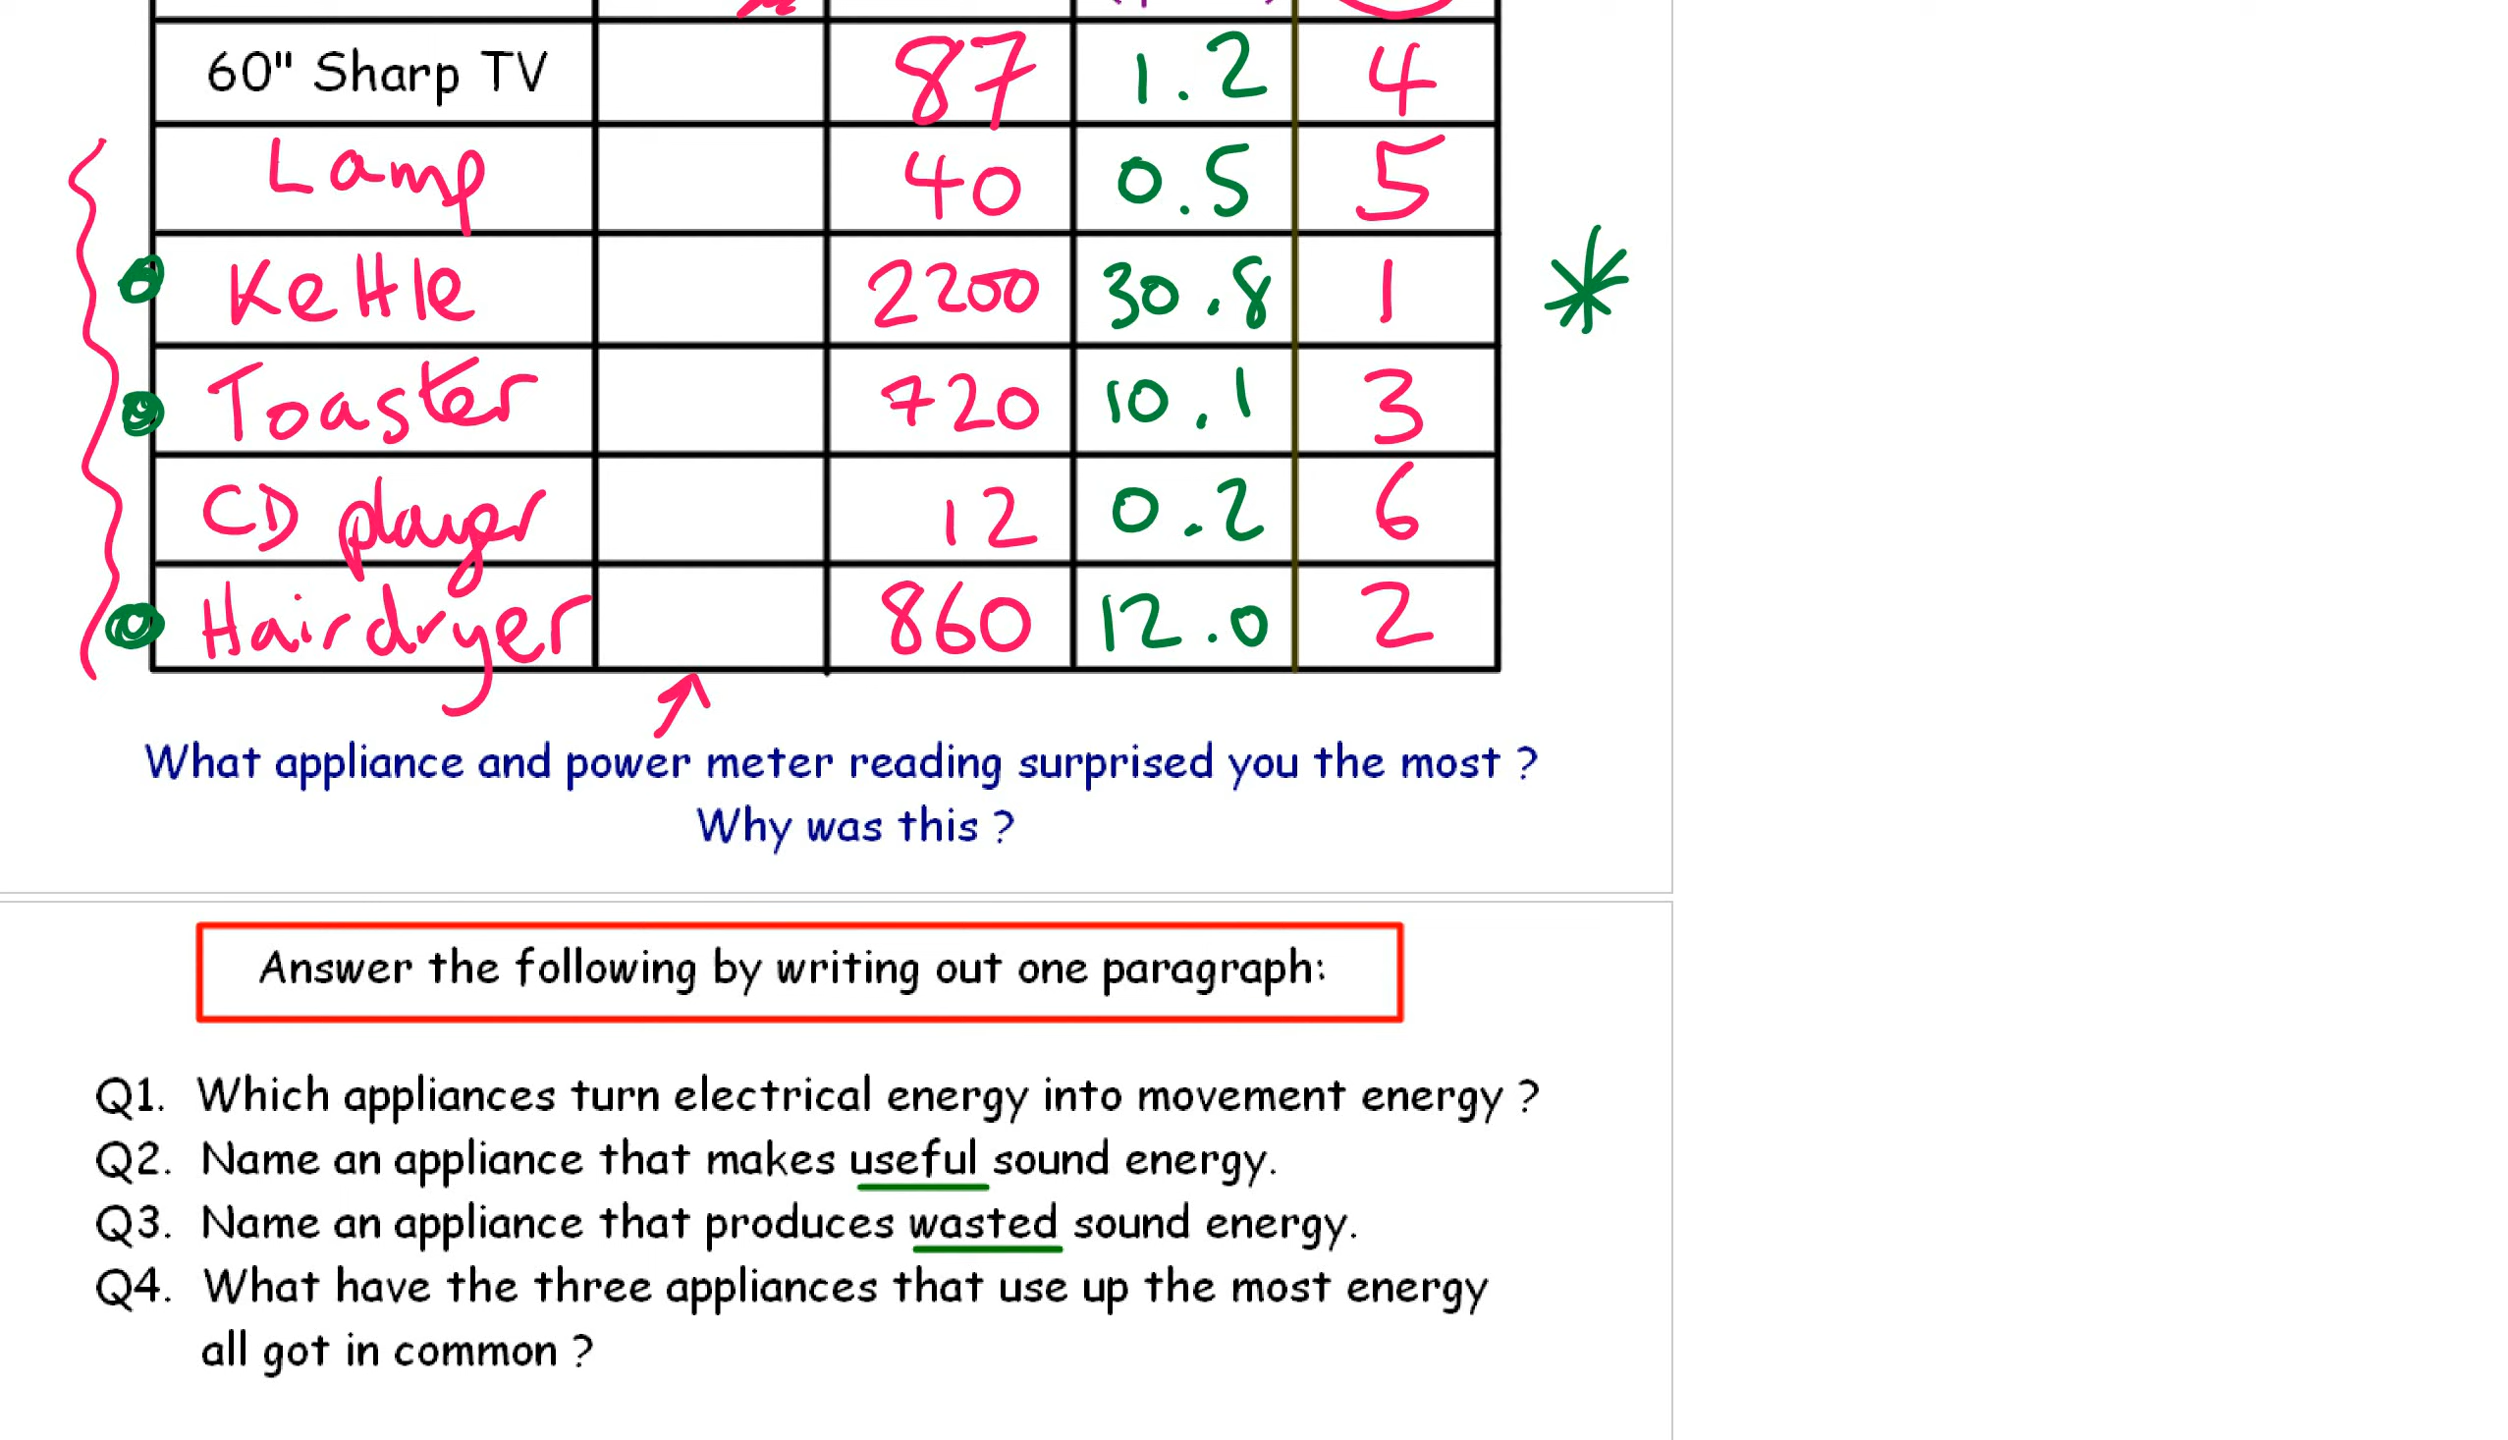 60" Sharp TV 87 1.2 4
Lamp 40 0.5 5
Kettle 2200 30.8 1
Toaster 720 10.1 3
CD player 12 0.2 6
Hairdryer 860 12.0 2
What appliance and power meter reading surprised you the most ?
Why was this ?
Answer the following by writing out one paragraph:
Q1. Which appliances turn electrical energy into movement energy ?
Q2. Name an appliance that makes useful sound energy.
Q3. Name an appliance that produces wasted sound energy.
Q4. What have the three appliances that use up the most energy
all got in common ?